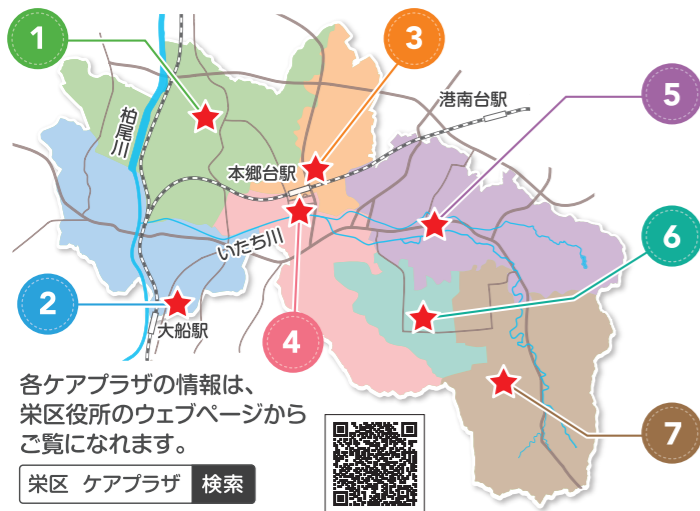 1
3
5
港南台駅
柏尾川
本郷台駅
いたち川
6
2
大船駅
4
7
各ケアプラザの情報は、
栄区役所のウェブページから
ご覧になれます。
栄区 ケアプラザ 検索